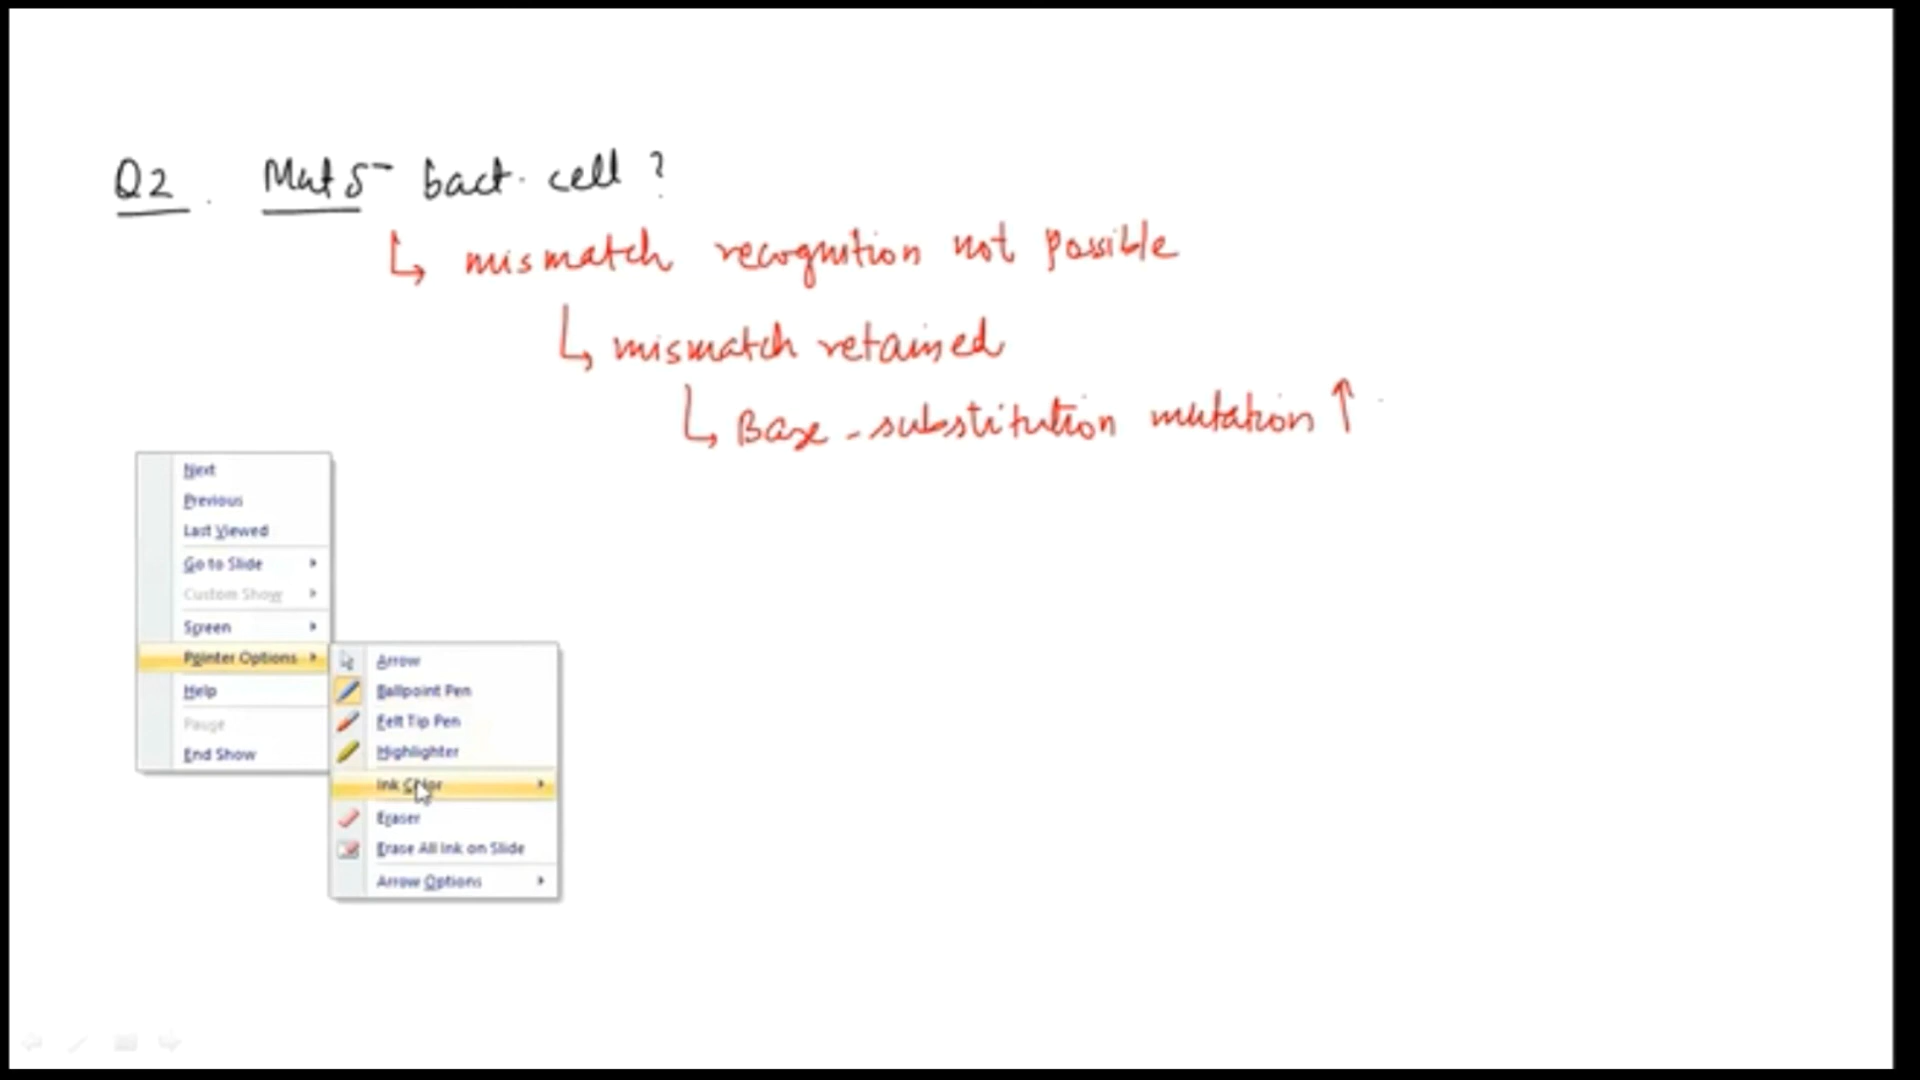 Q2. Mut S⁻ bact. cell ?
↳ mismatch recognition not possible
↳ mismatch retained
↳ Base-substitution mutation ↑
Next
Previous
Last Viewed
Go to Slide
Custom Show
Screen
Pointer Options
Help
Pause
End Show
Arrow
Ballpoint Pen
Felt Tip Pen
Highlighter
Ink Color
Eraser
Erase All Ink on Slide
Arrow Options